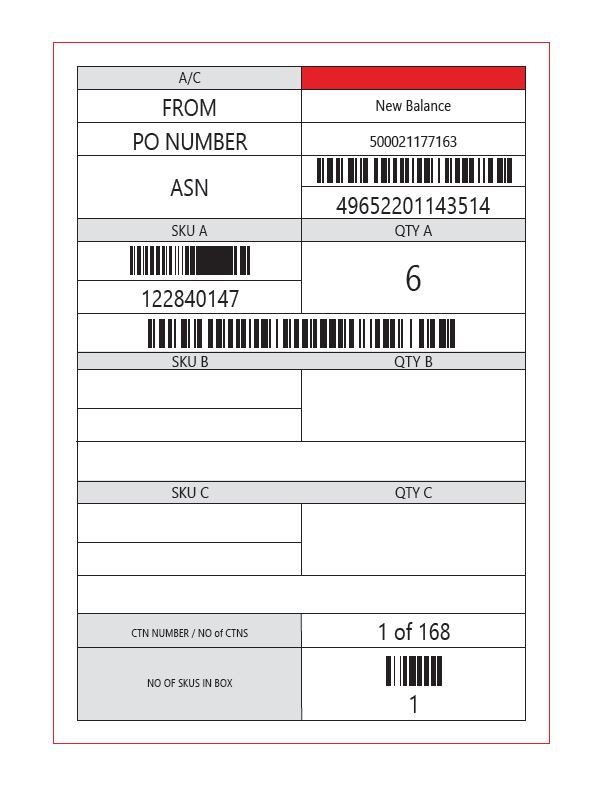 A/C
FROM New Balance
PO NUMBER 500021177163
ASN 49652201143514
SKU A QTY A
122840147 6
SKU B QTY B
SKU C QTY C
CTN NUMBER / NO of CTNS 1 of 168
NO OF SKUS IN BOX 1